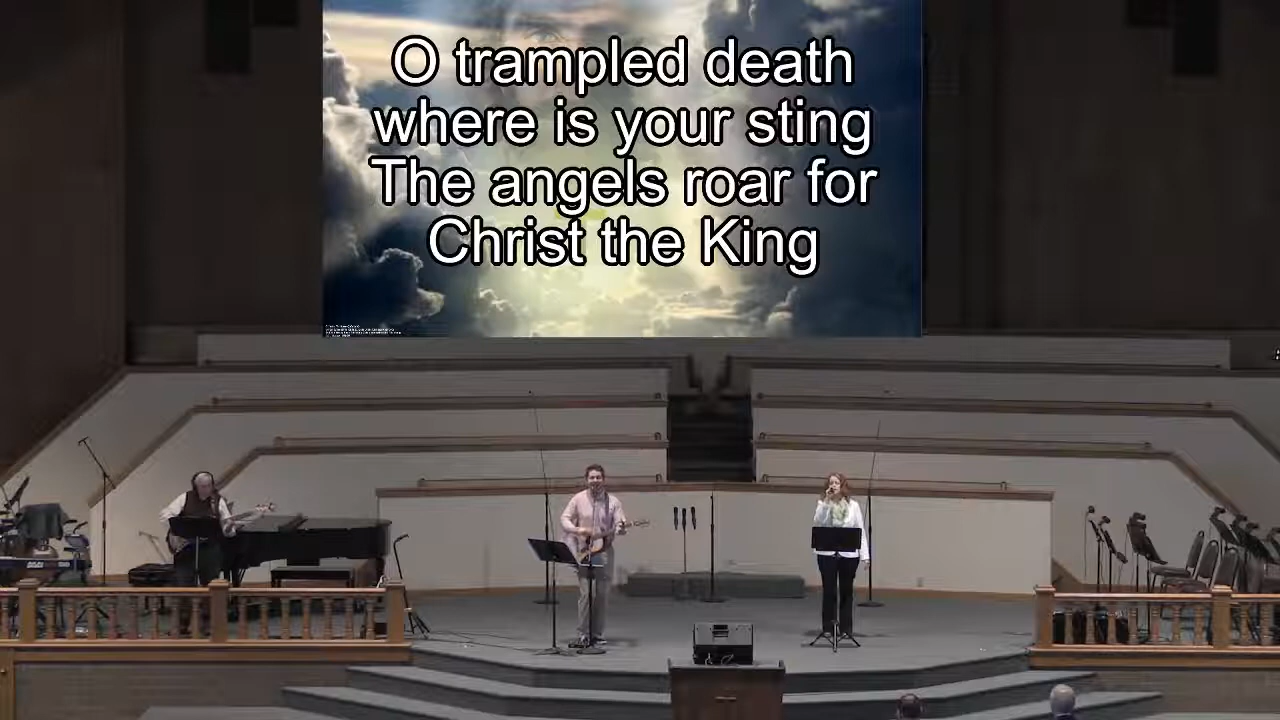 O trampled death
where is your sting
The angels roar for
Christ the King